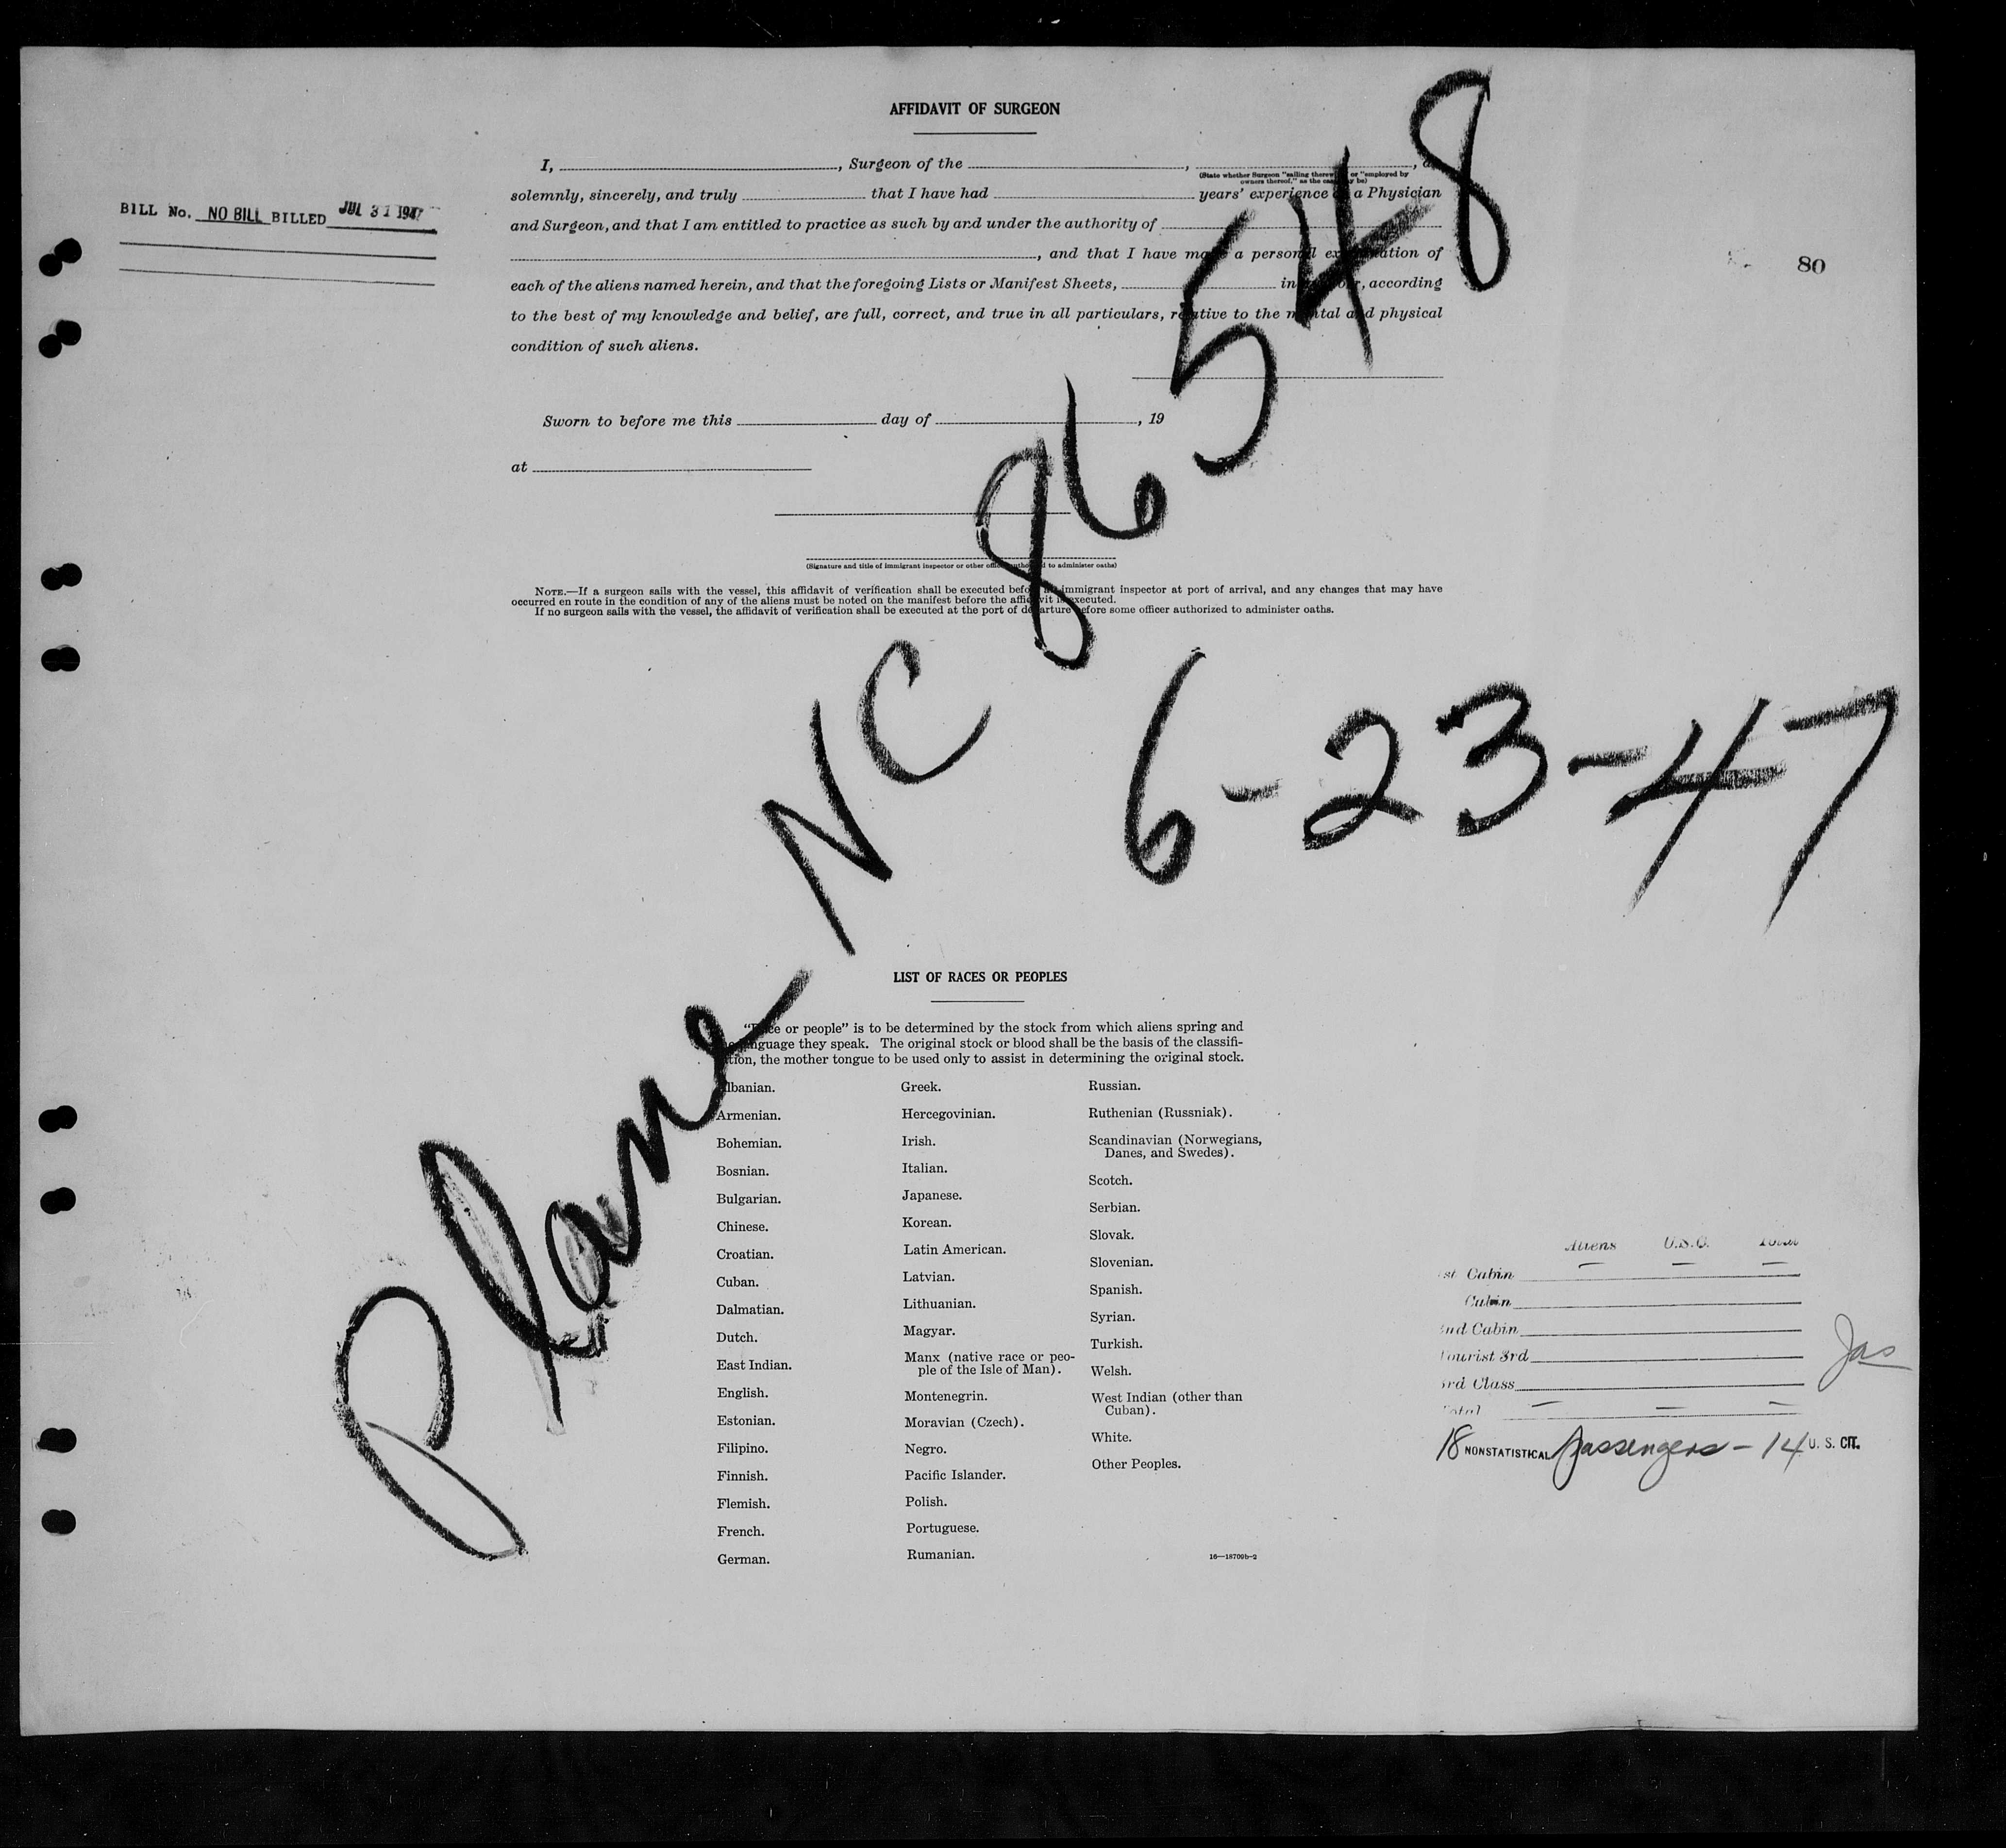 AFFIDAVIT OF SURGEON
I, , Surgeon of the , ,
(State whether Surgeon "sailing therewith" or "employed by
owners thereof," as the case may be)
solemnly, sincerely, and truly that I have had years' experience as a Physician
and Surgeon, and that I am entitled to practice as such by and under the authority of
, and that I have made a personal examination of
each of the aliens named herein, and that the foregoing Lists or Manifest Sheets, in number, according
to the best of my knowledge and belief, are full, correct, and true in all particulars, relative to the mental and physical
condition of such aliens.
BILL No. NO BILL BILLED JUL 31 1947
80
Sworn to before me this day of , 19
at
(Signature and title of immigrant inspector or other officer authorized to administer oaths)
NOTE.—If a surgeon sails with the vessel, this affidavit of verification shall be executed before an immigrant inspector at port of arrival, and any changes that may have
occurred en route in the condition of any of the aliens must be noted on the manifest before the affidavit is executed.
If no surgeon sails with the vessel, the affidavit of verification shall be executed at the port of departure before some officer authorized to administer oaths.
Plane NC 86548
6-23-47
LIST OF RACES OR PEOPLES
"Race or people" is to be determined by the stock from which aliens spring and
the language they speak. The original stock or blood shall be the basis of the classifi-
cation, the mother tongue to be used only to assist in determining the original stock.
Albanian.
Armenian.
Bohemian.
Bosnian.
Bulgarian.
Chinese.
Croatian.
Cuban.
Dalmatian.
Dutch.
East Indian.
English.
Estonian.
Filipino.
Finnish.
Flemish.
French.
German.
Greek.
Hercegovinian.
Irish.
Italian.
Japanese.
Korean.
Latin American.
Latvian.
Lithuanian.
Magyar.
Manx (native race or peo-
ple of the Isle of Man).
Montenegrin.
Moravian (Czech).
Negro.
Pacific Islander.
Polish.
Portuguese.
Rumanian.
Russian.
Ruthenian (Russniak).
Scandinavian (Norwegians,
Danes, and Swedes).
Scotch.
Serbian.
Slovak.
Slovenian.
Spanish.
Syrian.
Turkish.
Welsh.
West Indian (other than
Cuban).
White.
Other Peoples.
16—18709b-2
Aliens U.S.C. Total
1st Cabin — — —
Cabin
2nd Cabin
Tourist 3rd
3rd Class
Total — — —
Jas
18 NONSTATISTICAL passengers - 14 U. S. CIT.